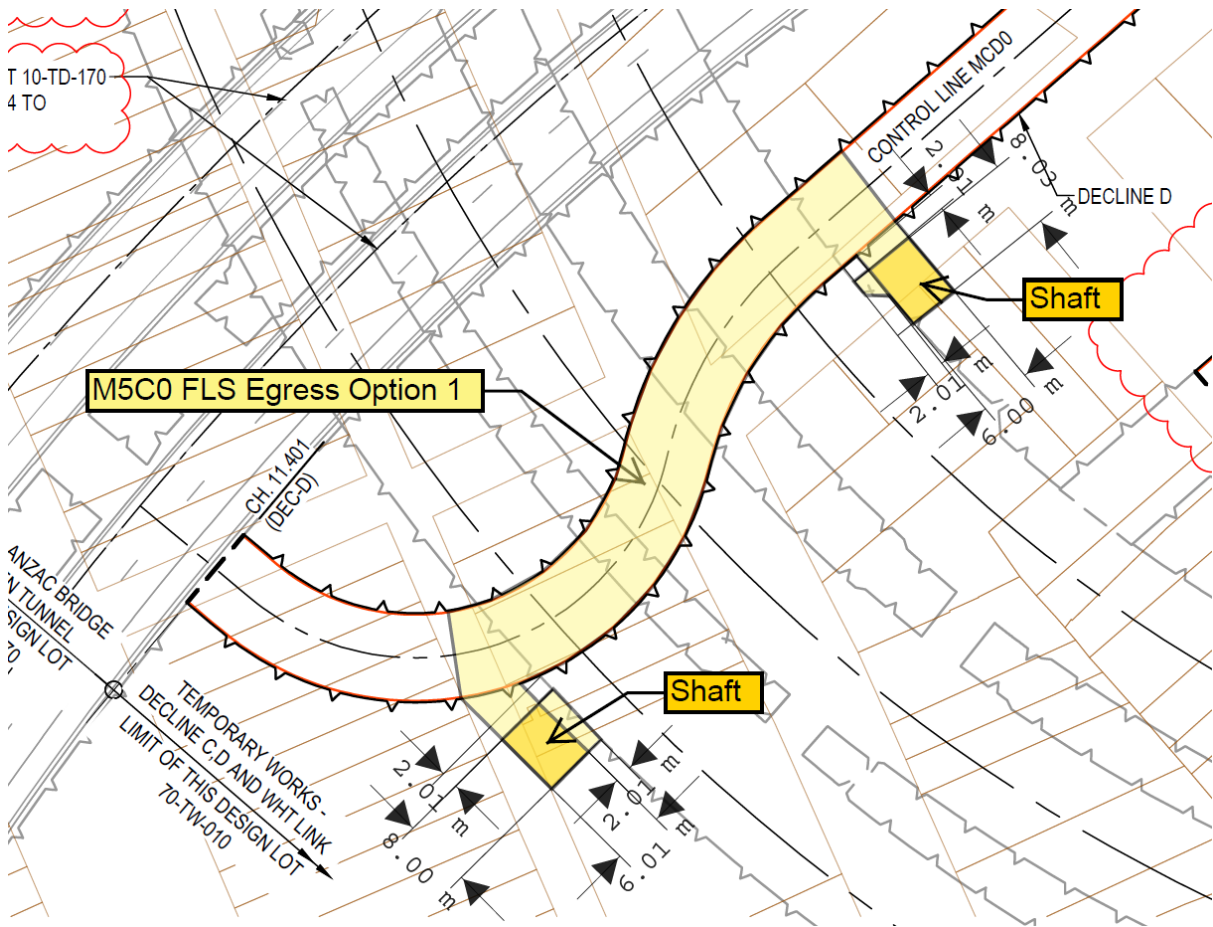 T 10-TD-170
4 TO
CONTROL LINE MCD0
2.01 m
8.03 m
DECLINE D
Shaft
2.01 m
6.00 m
M5C0 FLS Egress Option 1
CH. 11.401
(DEC-D)
ANZAC BRIDGE
EN TUNNEL
SIGN LOT
70
TEMPORARY WORKS -
DECLINE C,D AND WHT LINK
LIMIT OF THIS DESIGN LOT
70-TW-010
Shaft
2.01 m
8.00 m
2.01 m
6.01 m